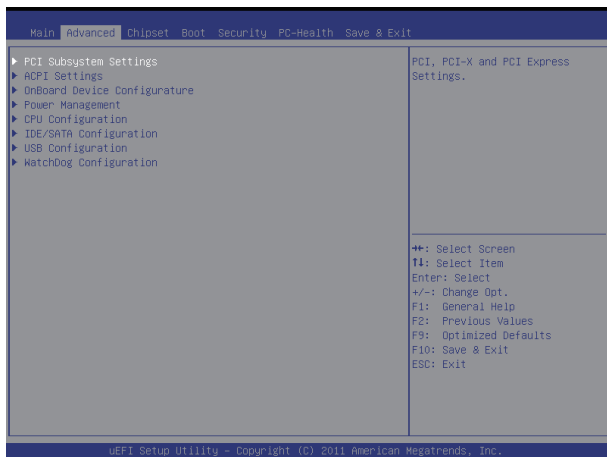 Main Advanced Chipset Boot Security PC-Health Save & Exit
PCI Subsystem Settings
ACPI Settings
OnBoard Device Configurature
Power Management
CPU Configuration
IDE/SATA Configuration
USB Configuration
WatchDog Configuration
PCI, PCI-X and PCI Express
Settings.
→←: Select Screen
↑↓: Select Item
Enter: Select
+/-: Change Opt.
F1: General Help
F2: Previous Values
F9: Optimized Defaults
F10: Save & Exit
ESC: Exit
uEFI Setup Utility - Copyright (C) 2011 American Megatrends, Inc.